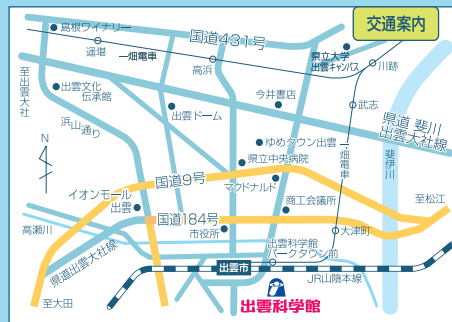 交通案内
島根ワイナリー
遥堪
一畑電車
国道431号
高浜
県立大学
出雲キャンパス
川跡
至出雲大社
出雲文化
伝承館
浜山通り
出雲ドーム
今井書店
武志
県道 斐川
出雲大社線
N
ゆめタウン出雲
県立中央病院
一畑電車
斐伊川
国道9号
マクドナルド
イオンモール
出雲
国道184号
商工会議所
至松江
高瀬川
市役所
大津町
県道出雲大社線
出雲科学館
パークタウン前
出雲市
JR山陰本線
至大田
出雲科学館